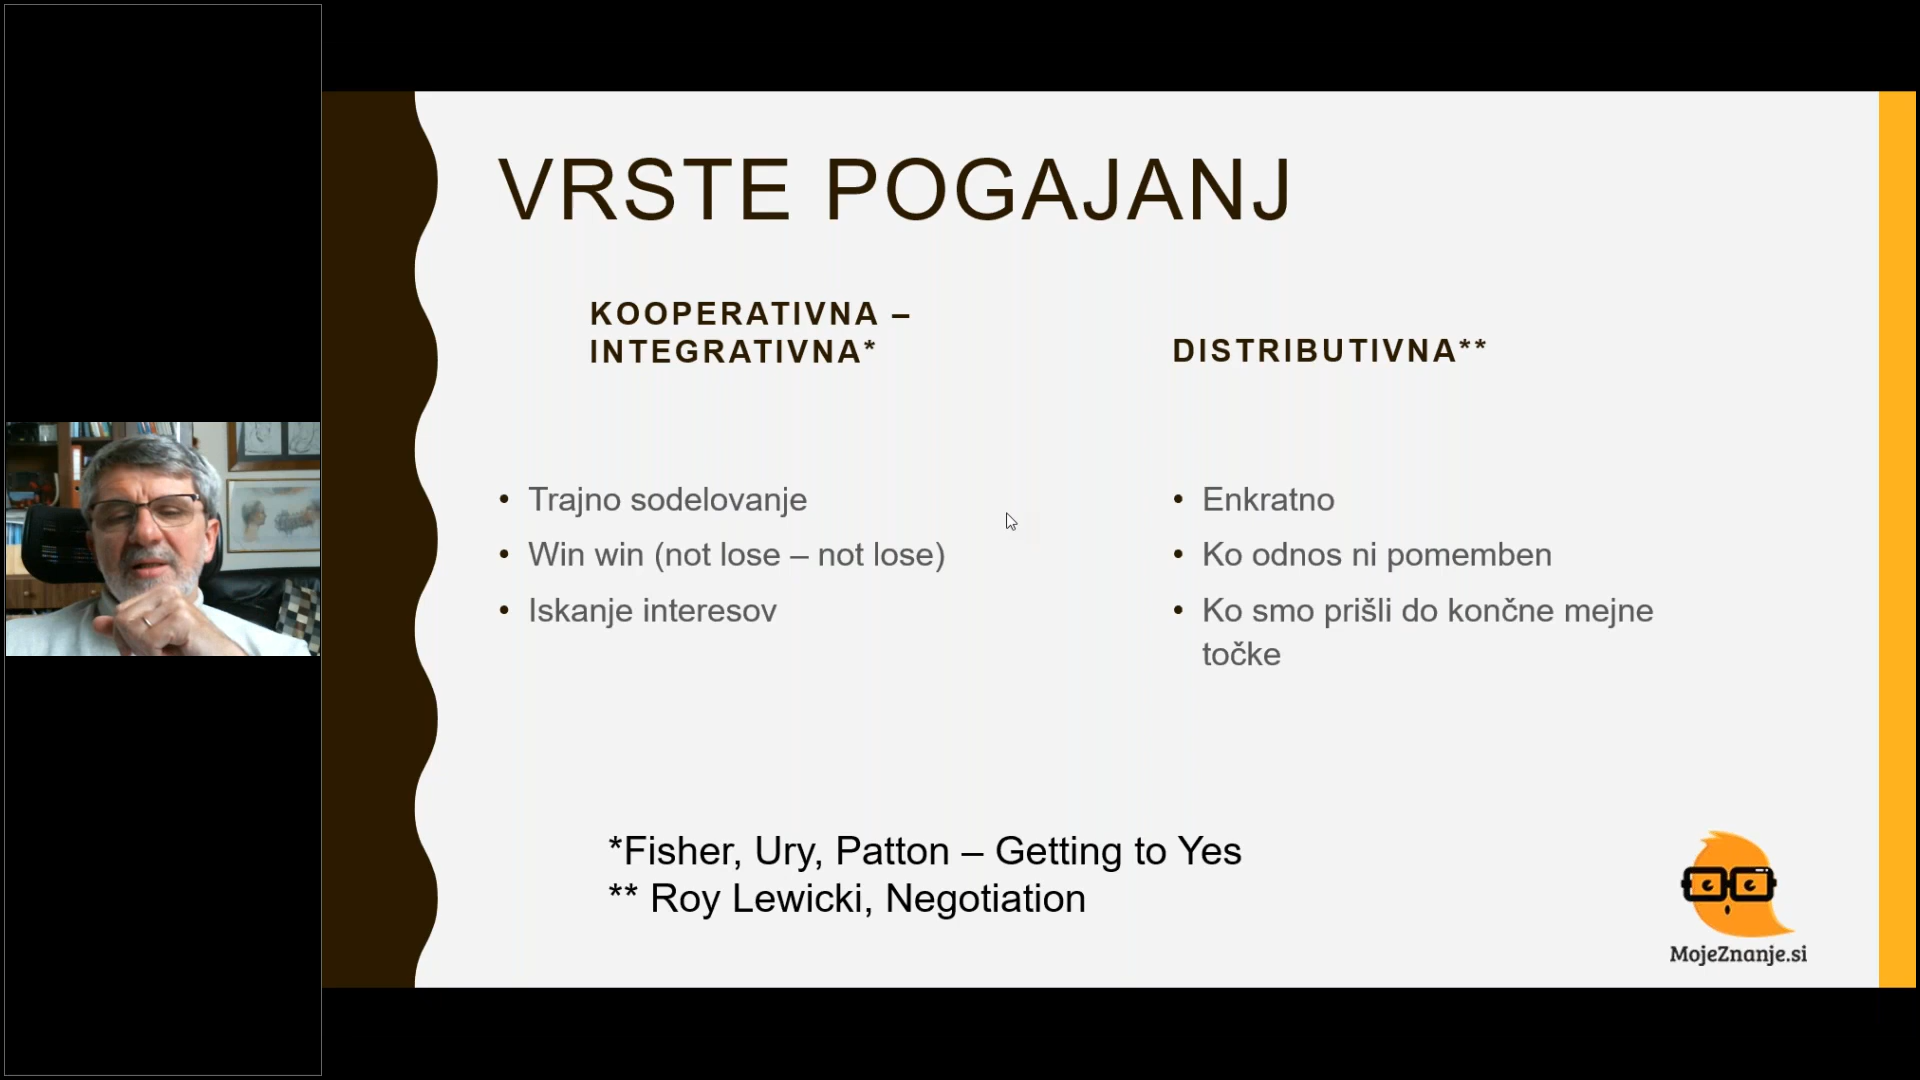 VRSTE POGAJANJ
KOOPERATIVNA –
INTEGRATIVNA*
• Trajno sodelovanje
• Win win (not lose – not lose)
• Iskanje interesov
DISTRIBUTIVNA**
• Enkratno
• Ko odnos ni pomemben
• Ko smo prišli do končne mejne
točke
*Fisher, Ury, Patton – Getting to Yes
** Roy Lewicki, Negotiation
MojeZnanje.si